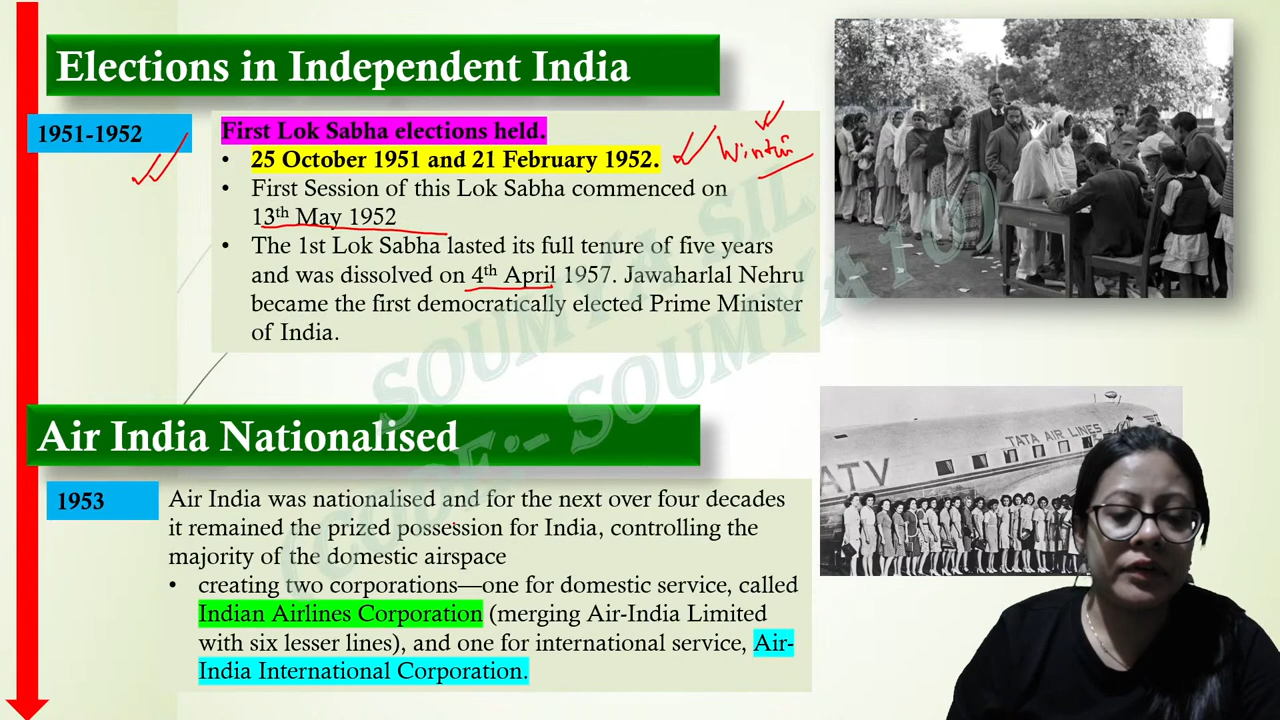 Elections in Independent India
1951-1952
First Lok Sabha elections held.
• 25 October 1951 and 21 February 1952.
Winter
• First Session of this Lok Sabha commenced on
13th May 1952
• The 1st Lok Sabha lasted its full tenure of five years
and was dissolved on 4th April 1957. Jawaharlal Nehru
became the first democratically elected Prime Minister
of India.
Air India Nationalised
1953
Air India was nationalised and for the next over four decades
it remained the prized possession for India, controlling the
majority of the domestic airspace
• creating two corporations—one for domestic service, called
Indian Airlines Corporation (merging Air-India Limited
with six lesser lines), and one for international service, Air-
India International Corporation.
TATA AIR LINES
ATV
SOUMYA SIL
(CODE:- SOUMYA10)